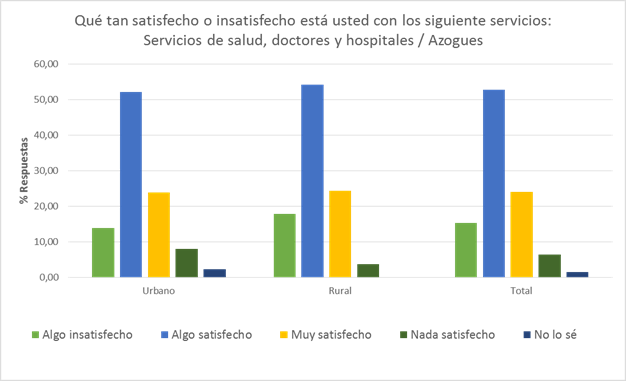 Qué tan satisfecho o insatisfecho está usted con los siguiente servicios:
Servicios de salud, doctores y hospitales / Azogues
60,00
50,00
40,00
30,00
20,00
10,00
0,00
% Respuestas
Urbano Rural Total
Algo insatisfecho Algo satisfecho Muy satisfecho Nada satisfecho No lo sé